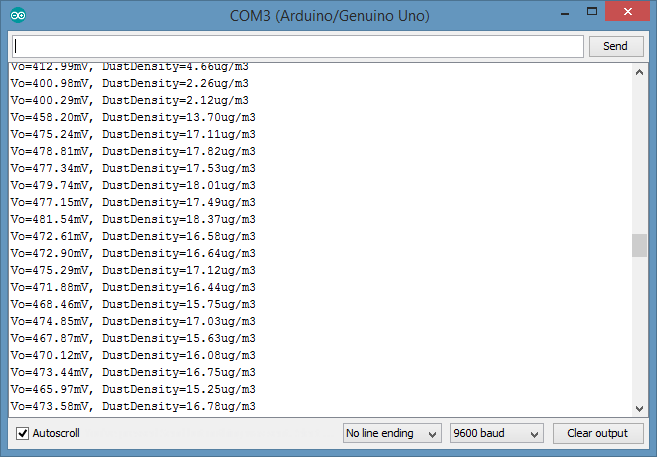 COM3 (Arduino/Genuino Uno)
Send
Vo=412.99mV, DustDensity=4.66ug/m3
Vo=400.98mV, DustDensity=2.26ug/m3
Vo=400.29mV, DustDensity=2.12ug/m3
Vo=458.20mV, DustDensity=13.70ug/m3
Vo=475.24mV, DustDensity=17.11ug/m3
Vo=478.81mV, DustDensity=17.82ug/m3
Vo=477.34mV, DustDensity=17.53ug/m3
Vo=479.74mV, DustDensity=18.01ug/m3
Vo=477.15mV, DustDensity=17.49ug/m3
Vo=481.54mV, DustDensity=18.37ug/m3
Vo=472.61mV, DustDensity=16.58ug/m3
Vo=472.90mV, DustDensity=16.64ug/m3
Vo=475.29mV, DustDensity=17.12ug/m3
Vo=471.88mV, DustDensity=16.44ug/m3
Vo=468.46mV, DustDensity=15.75ug/m3
Vo=474.85mV, DustDensity=17.03ug/m3
Vo=467.87mV, DustDensity=15.63ug/m3
Vo=470.12mV, DustDensity=16.08ug/m3
Vo=473.44mV, DustDensity=16.75ug/m3
Vo=465.97mV, DustDensity=15.25ug/m3
Vo=473.58mV, DustDensity=16.78ug/m3
Autoscroll
No line ending
9600 baud
Clear output